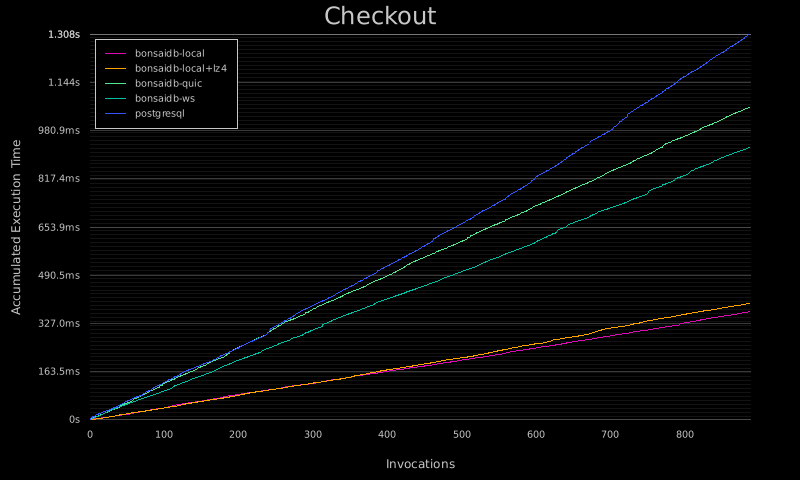 Checkout
1.308s
1.144s
980.9ms
817.4ms
653.9ms
490.5ms
327.0ms
163.5ms
0s
bonsaidb-local
bonsaidb-local+lz4
bonsaidb-quic
bonsaidb-ws
postgresql
Accumulated Execution Time
0 100 200 300 400 500 600 700 800
Invocations